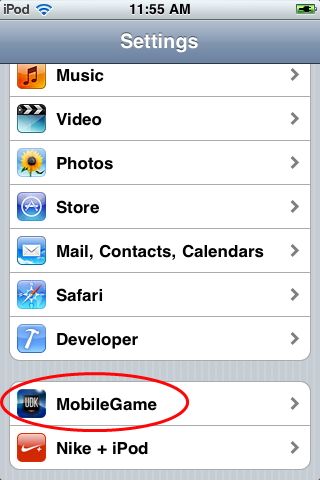 iPod 11:55 AM
Settings
Music
Video
Photos
Store
Mail, Contacts, Calendars
Safari
Developer
UDK
MobileGame
Nike + iPod